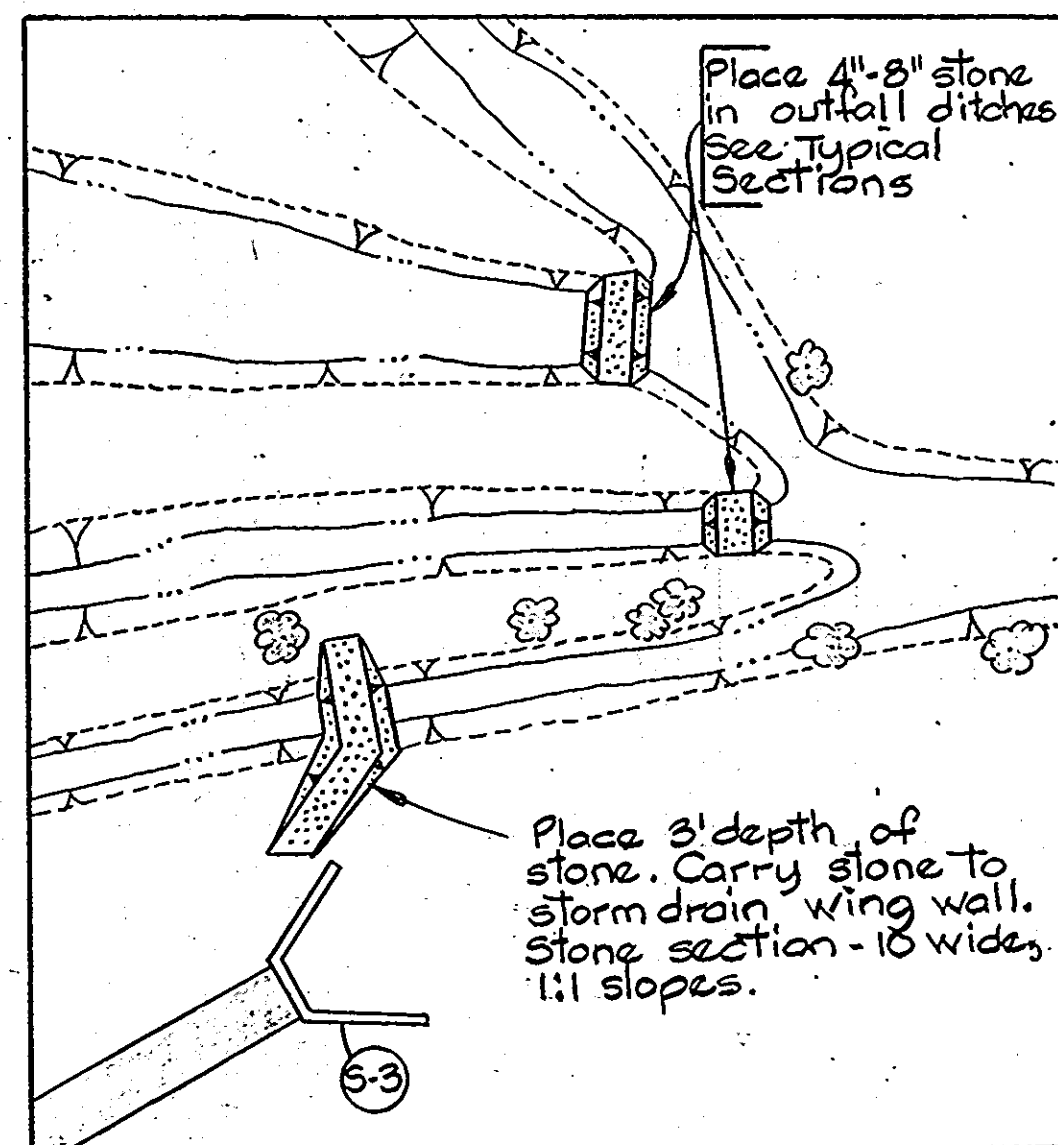 Place 4"-8" stone
in outfall ditches
See Typical
Sections
Place 3' depth of
stone. Carry stone to
storm drain wing wall.
Stone section - 10 wide,
1:1 slopes.
S-3